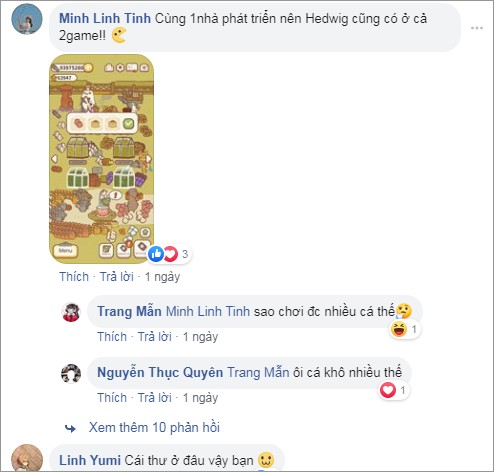 Minh Linh Tinh Cùng 1nhà phát triển nên Hedwig cũng có ở cả
2game!!
93975288
62947
Menu
3
Thích · Trả lời · 1 ngày
Trang Mẫn Minh Linh Tinh sao chơi đc nhiều cá thế
1
Thích · Trả lời · 1 ngày
Nguyễn Thục Quyên Trang Mẫn ôi cá khô nhiều thế
1
Thích · Trả lời · 1 ngày
Xem thêm 10 phản hồi
Linh Yumi Cái thư ở đâu vậy bạn